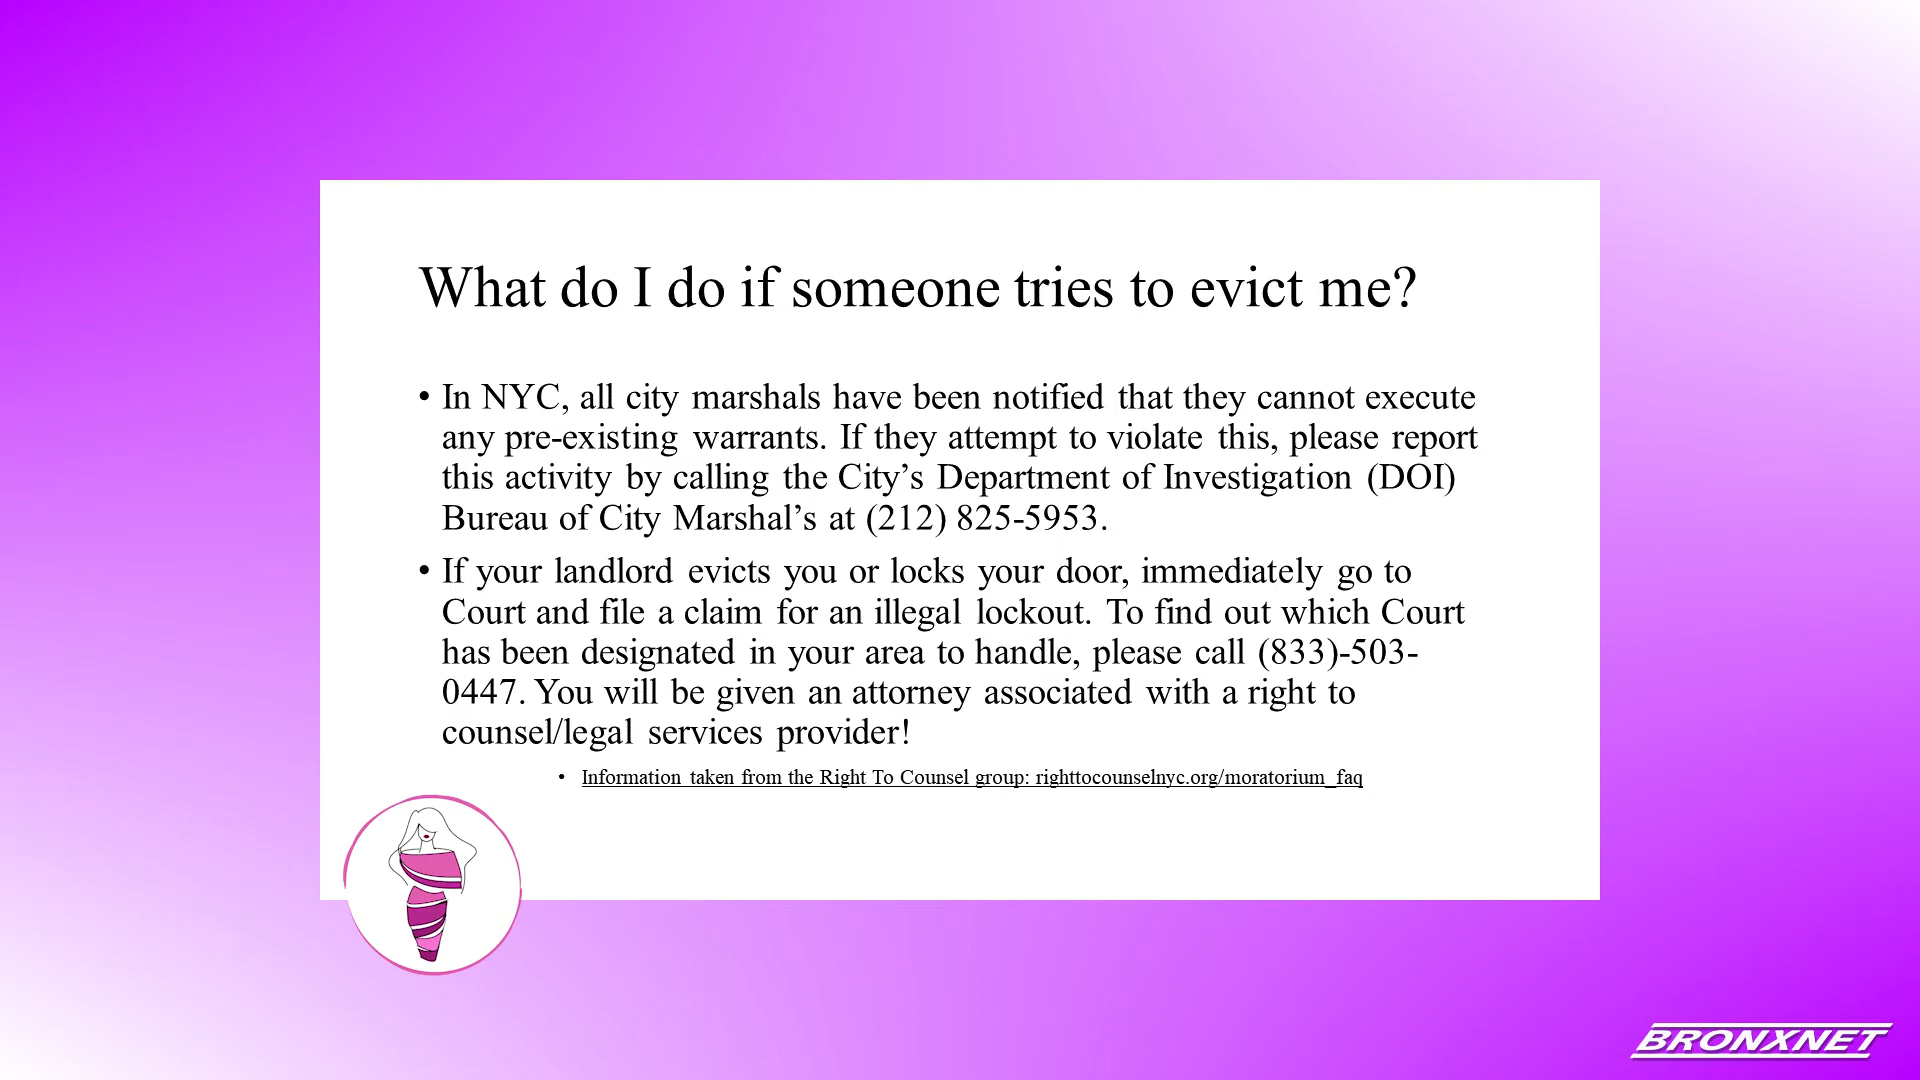 What do I do if someone tries to evict me?
• In NYC, all city marshals have been notified that they cannot execute
any pre-existing warrants. If they attempt to violate this, please report
this activity by calling the City’s Department of Investigation (DOI)
Bureau of City Marshal’s at (212) 825-5953.
• If your landlord evicts you or locks your door, immediately go to
Court and file a claim for an illegal lockout. To find out which Court
has been designated in your area to handle, please call (833)-503-
0447. You will be given an attorney associated with a right to
counsel/legal services provider!
• Information taken from the Right To Counsel group: righttocounselnyc.org/moratorium_faq
BRONXNET